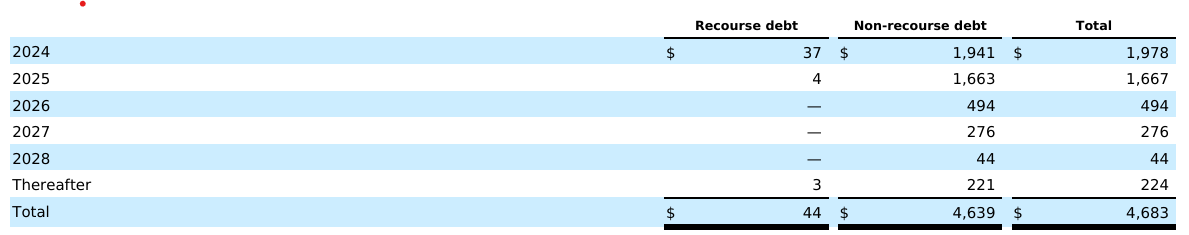 Recourse debt Non-recourse debt Total
2024 $ 37 $ 1,941 $ 1,978
2025 4 1,663 1,667
2026 — 494 494
2027 — 276 276
2028 — 44 44
Thereafter 3 221 224
Total $ 44 $ 4,639 $ 4,683